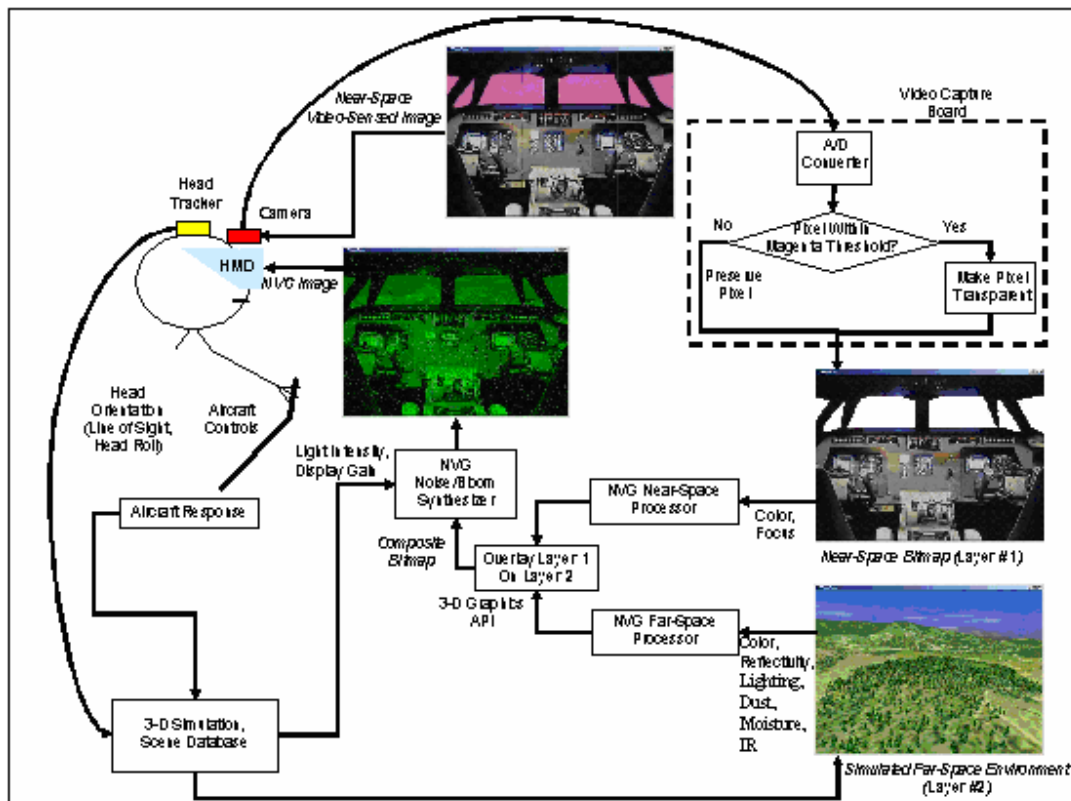 Near-Space
Video-Sensed Image
Video Capture
Board
A/D
Converter
Head
Tracker
Camera
No
Pixel Within
Magenta Threshold?
Yes
HMD
NVG Image
Preserve
Pixel
Make Pixel
Transparent
Head
Orientation
(Line of Sight,
Head Roll)
Aircraft
Controls
Light Intensity,
Display Gain
NVG
Noise/Bloom
Synthesizer
NVG Near-Space
Processor
Color,
Focus
Near-Space Bitmap (Layer #1)
Aircraft Response
Composite
Bitmap
Overlay Layer 1
On Layer 2
3-D Graphics
API
NVG Far-Space
Processor
Color,
Reflectivity,
Lighting,
Dust,
Moisture,
IR
3-D Simulation,
Scene Database
Simulated Far-Space Environment
(Layer #2)